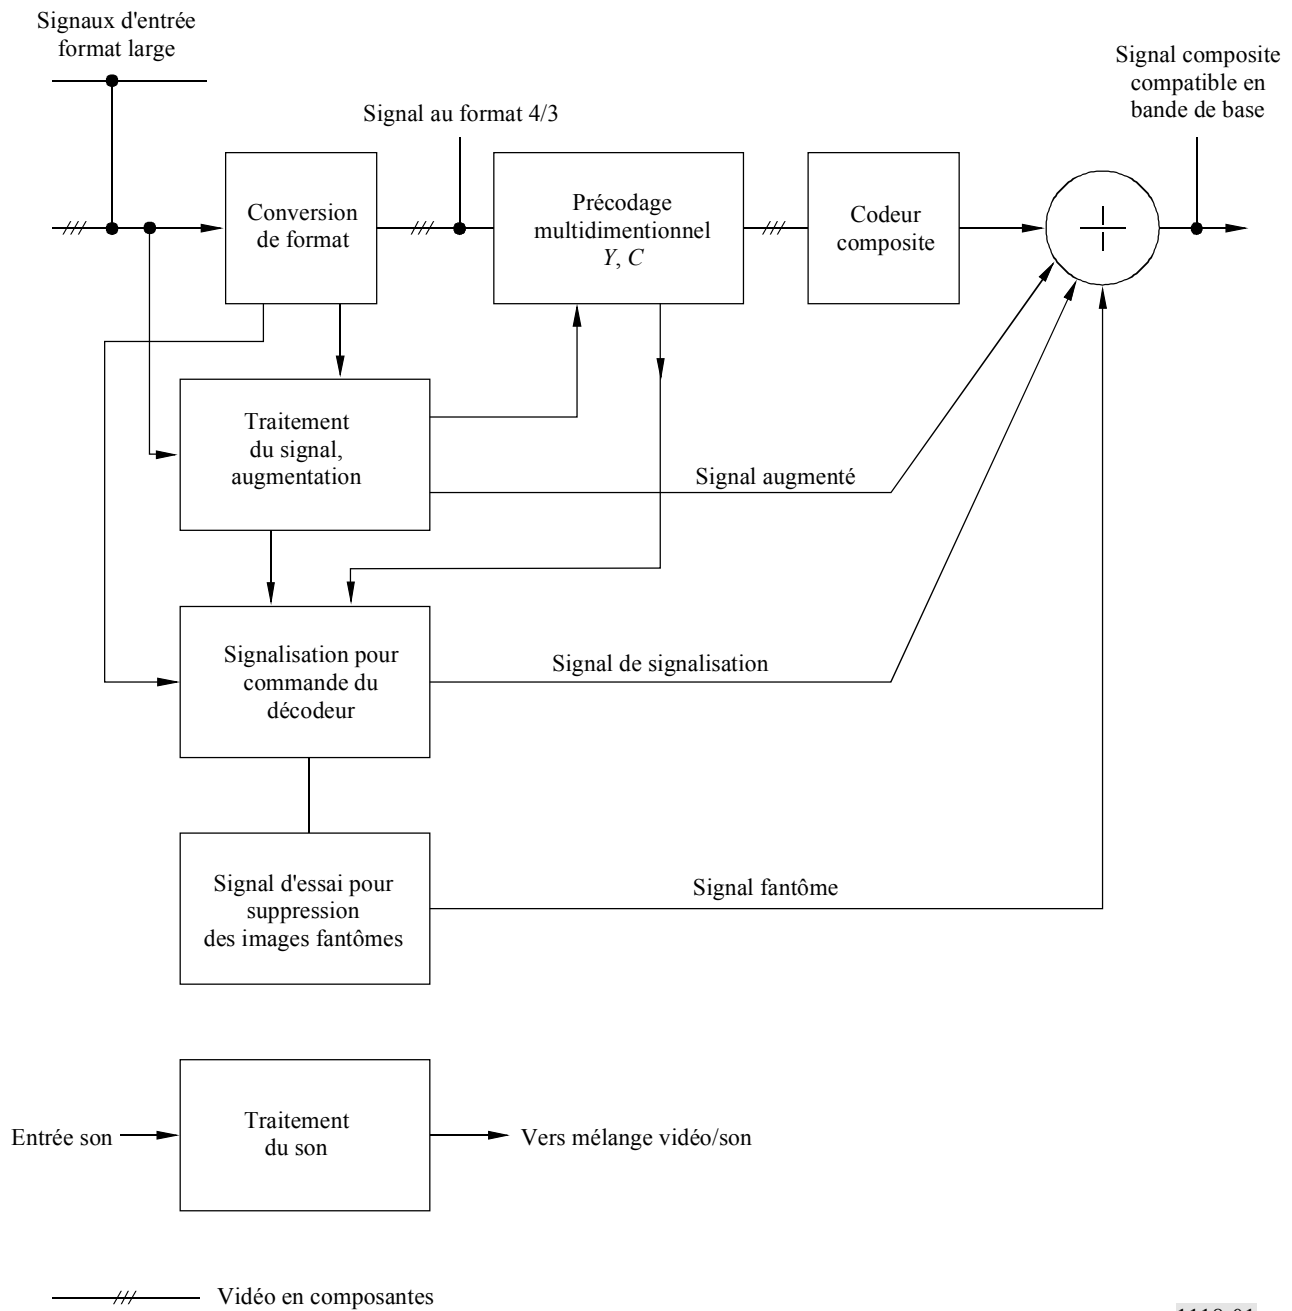 Signaux d'entrée
format large
Signal composite
compatible en
bande de base
Signal au format 4/3
Conversion
de format
Précodage
multidimentionnel
Y, C
Codeur
composite
Traitement
du signal,
augmentation
Signal augmenté
Signalisation pour
commande du
décodeur
Signal de signalisation
Signal d'essai pour
suppression
des images fantômes
Signal fantôme
Entrée son
Traitement
du son
Vers mélange vidéo/son
Vidéo en composantes